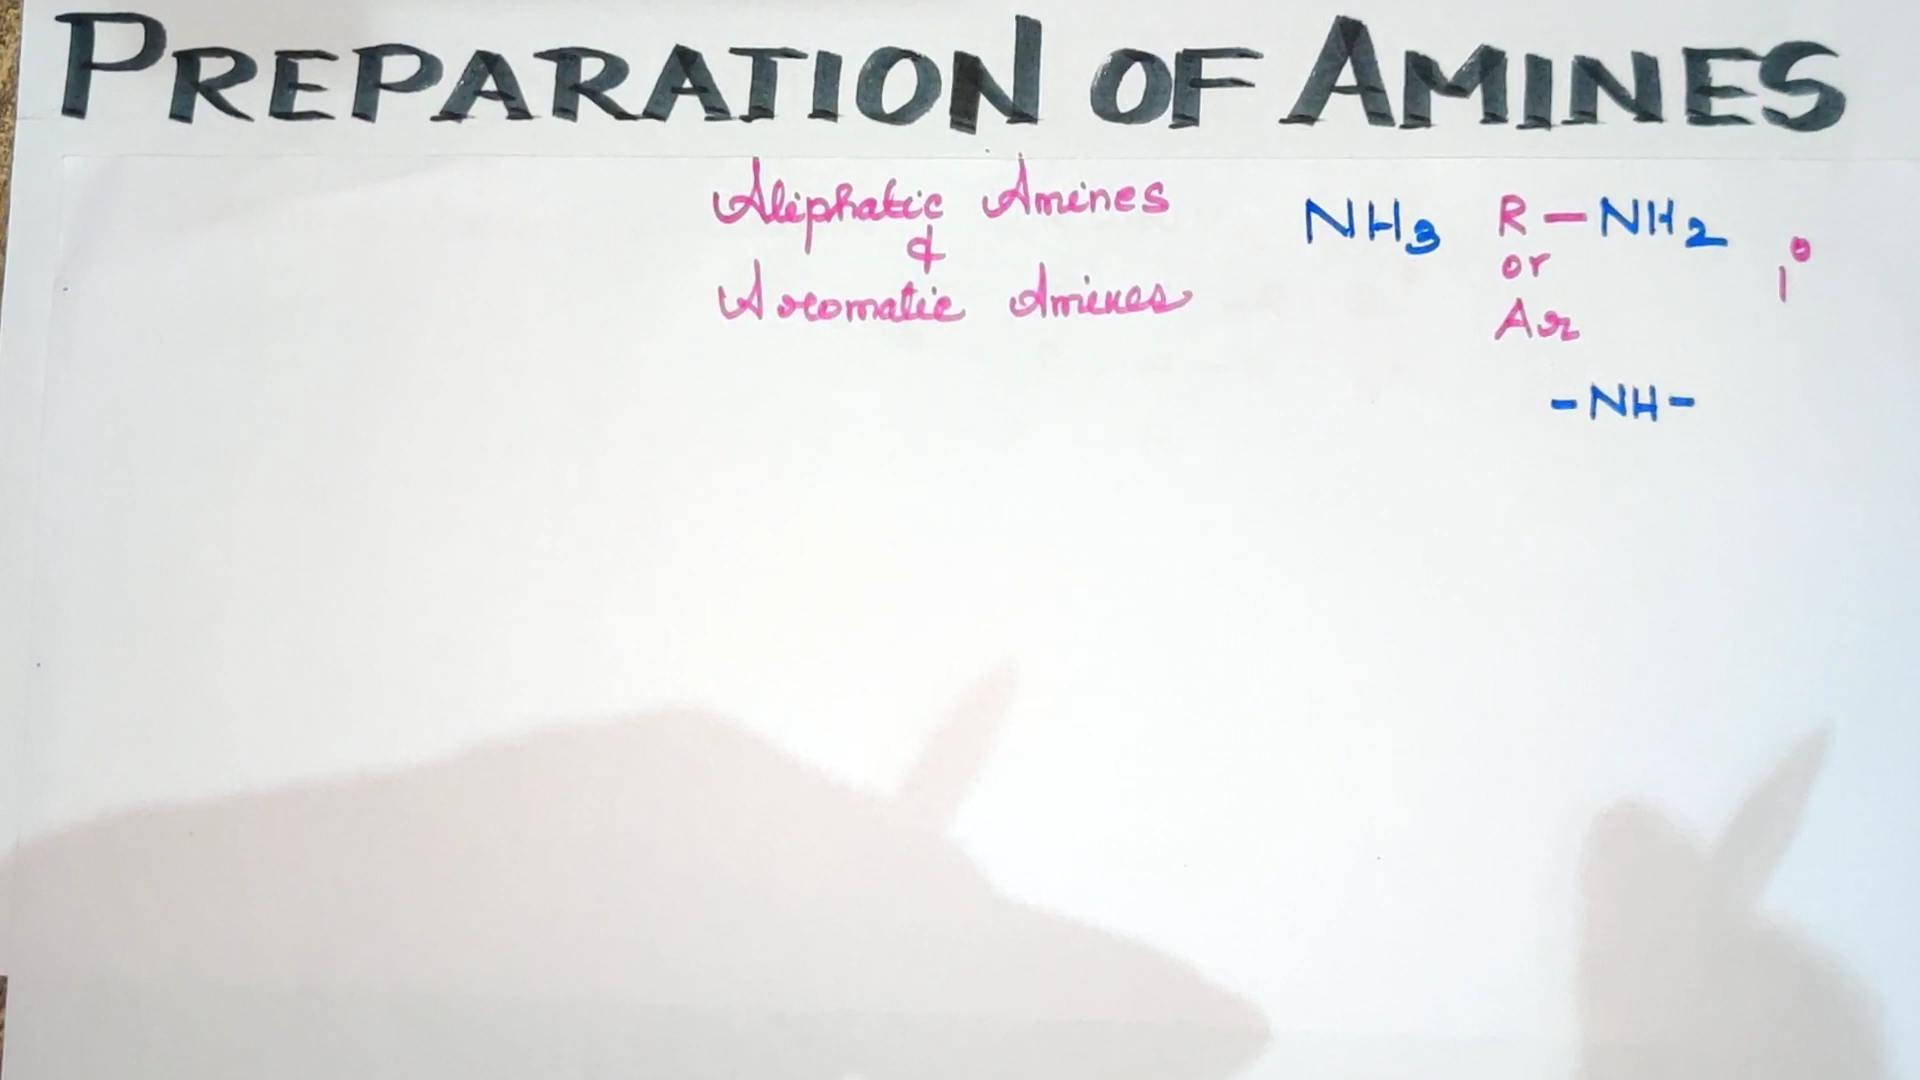 PREPARATION OF AMINES
Aliphatic Amines
&
Aromatic Amines
NH3 R-NH2 1°
or
Ar
-NH-